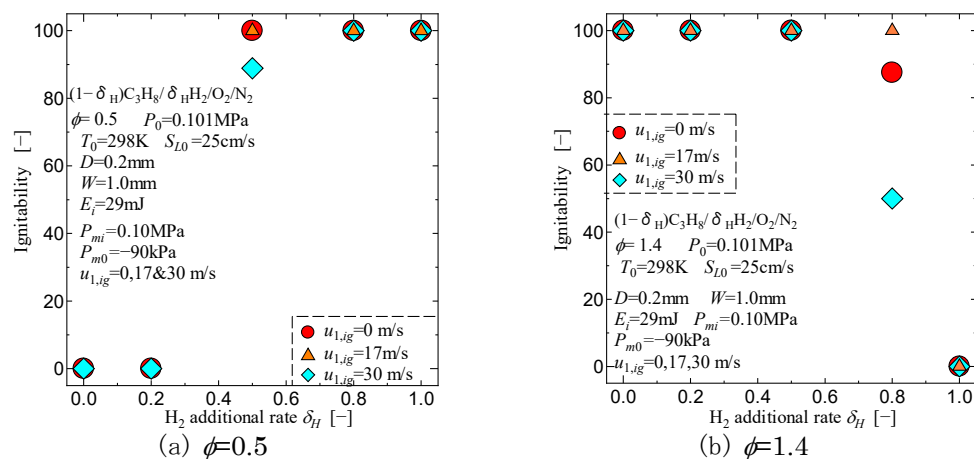 100
80
60
40
20
0
Ignitability [−]
(1−δH)C3H8/δHH2/O2/N2
ϕ= 0.5 P0=0.101MPa
T0=298K SL0=25cm/s
D=0.2mm
W=1.0mm
Ei=29mJ
Pmi=0.10MPa
Pm0=−90kPa
u1,ig=0,17&30 m/s
u1,ig=0 m/s
u1,ig=17m/s
u1,ig=30 m/s
0.0 0.2 0.4 0.6 0.8 1.0
H2 additional rate δH [−]
(a) ϕ=0.5
100
80
60
40
20
0
Ignitability [−]
u1,ig=0 m/s
u1,ig=17m/s
u1,ig=30 m/s
(1−δH)C3H8/δHH2/O2/N2
ϕ= 1.4 P0=0.101MPa
T0=298K SL0=25cm/s
D=0.2mm W=1.0mm
Ei=29mJ Pmi=0.10MPa
Pm0=−90kPa
u1,ig=0,17,30 m/s
0.0 0.2 0.4 0.6 0.8 1.0
H2 additional rate δH [−]
(b) ϕ=1.4